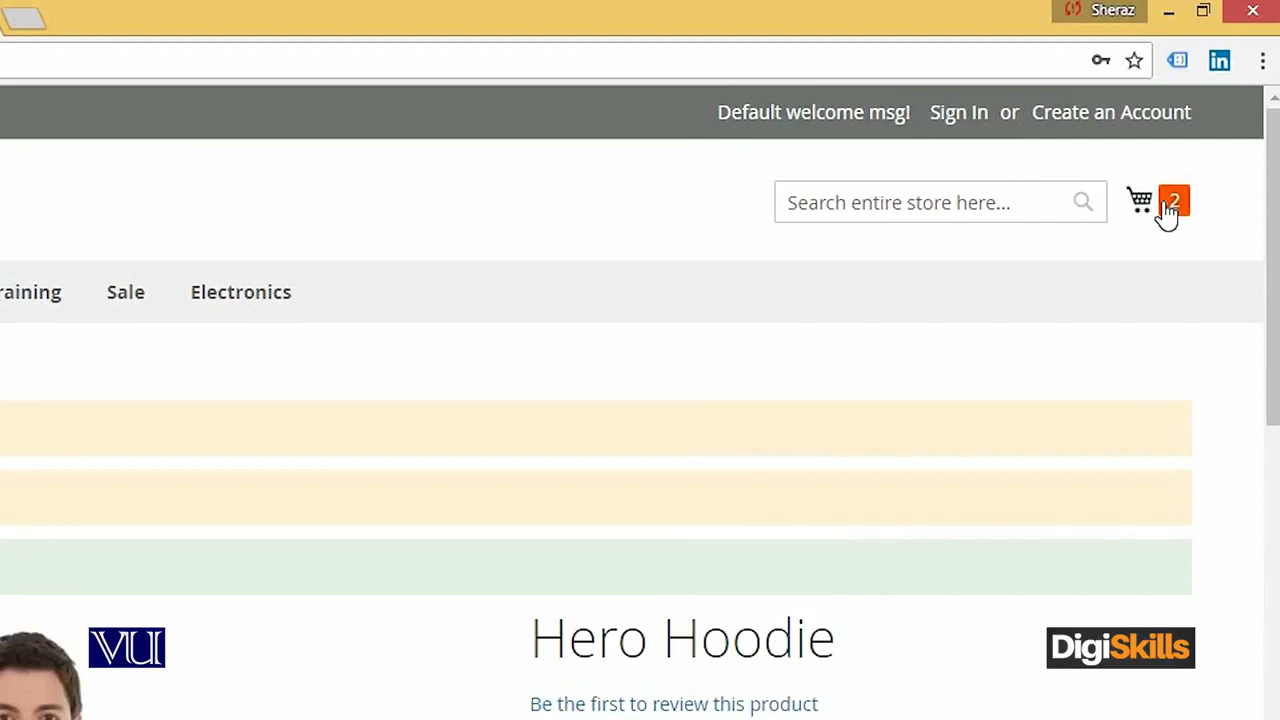 Sheraz
Default welcome msg! Sign In or Create an Account
Search entire store here...
2
raining Sale Electronics
VU
Hero Hoodie
DigiSkills
Be the first to review this product